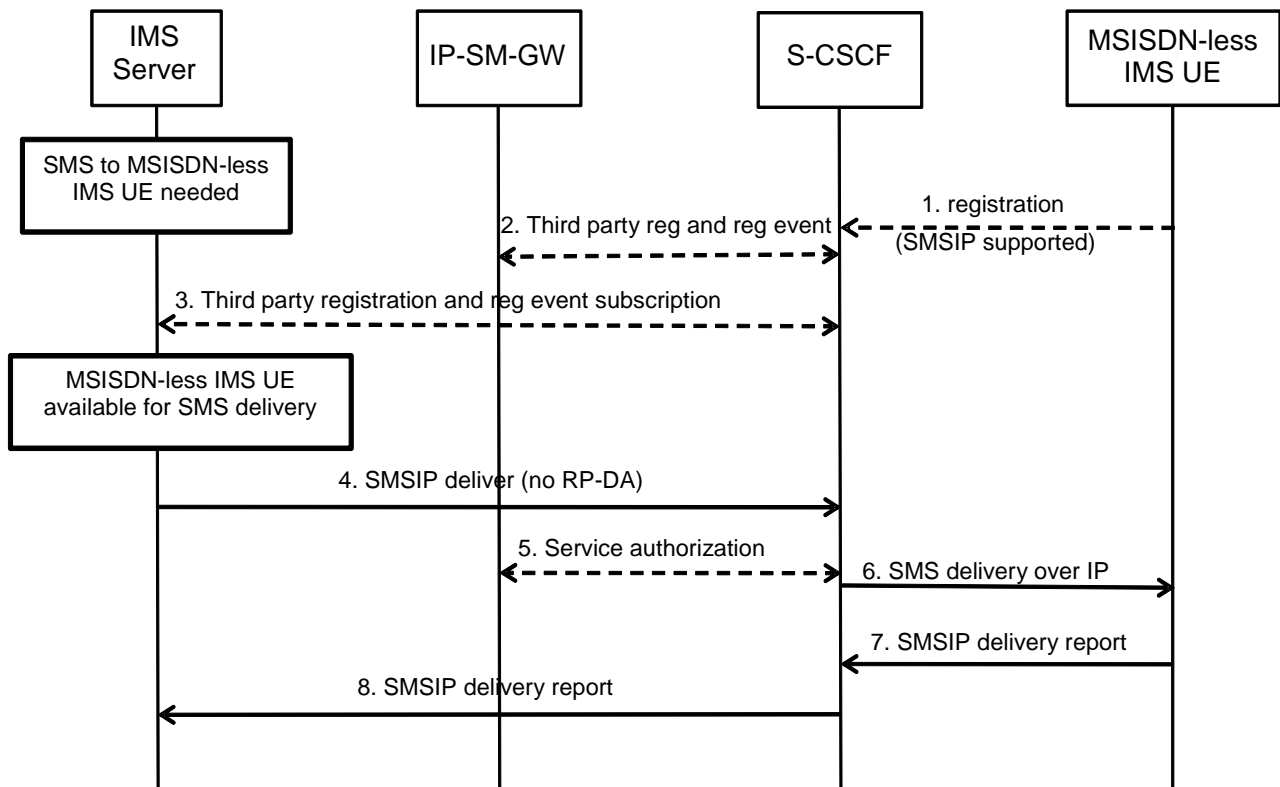 IMS
Server
IP-SM-GW
S-CSCF
MSISDN-less
IMS UE
SMS to MSISDN-less
IMS UE needed
1. registration
(SMSIP supported)
2. Third party reg and reg event
3. Third party registration and reg event subscription
MSISDN-less IMS UE
available for SMS delivery
4. SMSIP deliver (no RP-DA)
5. Service authorization
6. SMS delivery over IP
7. SMSIP delivery report
8. SMSIP delivery report